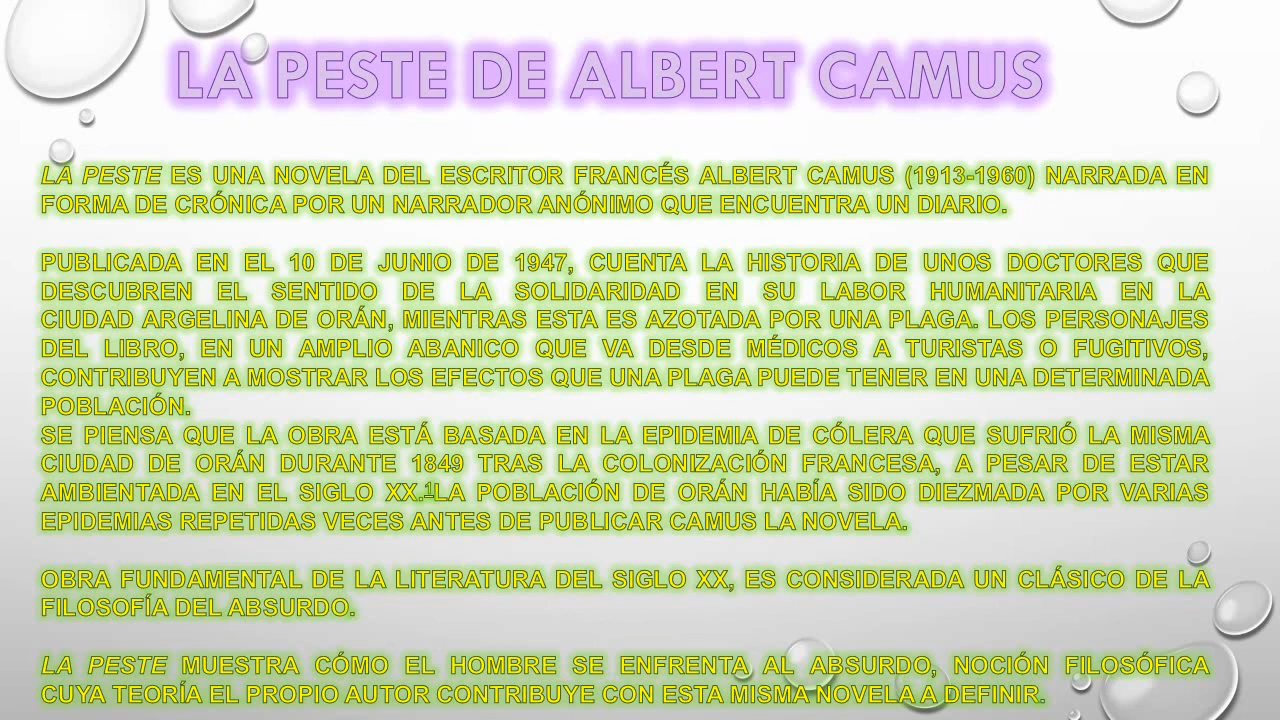 LA PESTE DE ALBERT CAMUS
LA PESTE ES UNA NOVELA DEL ESCRITOR FRANCÉS ALBERT CAMUS (1913-1960) NARRADA EN
FORMA DE CRÓNICA POR UN NARRADOR ANÓNIMO QUE ENCUENTRA UN DIARIO.
PUBLICADA EN EL 10 DE JUNIO DE 1947, CUENTA LA HISTORIA DE UNOS DOCTORES QUE
DESCUBREN EL SENTIDO DE LA SOLIDARIDAD EN SU LABOR HUMANITARIA EN LA
CIUDAD ARGELINA DE ORÁN, MIENTRAS ESTA ES AZOTADA POR UNA PLAGA. LOS PERSONAJES
DEL LIBRO, EN UN AMPLIO ABANICO QUE VA DESDE MÉDICOS A TURISTAS O FUGITIVOS,
CONTRIBUYEN A MOSTRAR LOS EFECTOS QUE UNA PLAGA PUEDE TENER EN UNA DETERMINADA
POBLACIÓN.
SE PIENSA QUE LA OBRA ESTÁ BASADA EN LA EPIDEMIA DE CÓLERA QUE SUFRIÓ LA MISMA
CIUDAD DE ORÁN DURANTE 1849 TRAS LA COLONIZACIÓN FRANCESA, A PESAR DE ESTAR
AMBIENTADA EN EL SIGLO XX.1LA POBLACIÓN DE ORÁN HABÍA SIDO DIEZMADA POR VARIAS
EPIDEMIAS REPETIDAS VECES ANTES DE PUBLICAR CAMUS LA NOVELA.
OBRA FUNDAMENTAL DE LA LITERATURA DEL SIGLO XX, ES CONSIDERADA UN CLÁSICO DE LA
FILOSOFÍA DEL ABSURDO.
LA PESTE MUESTRA CÓMO EL HOMBRE SE ENFRENTA AL ABSURDO, NOCIÓN FILOSÓFICA
CUYA TEORÍA EL PROPIO AUTOR CONTRIBUYE CON ESTA MISMA NOVELA A DEFINIR.